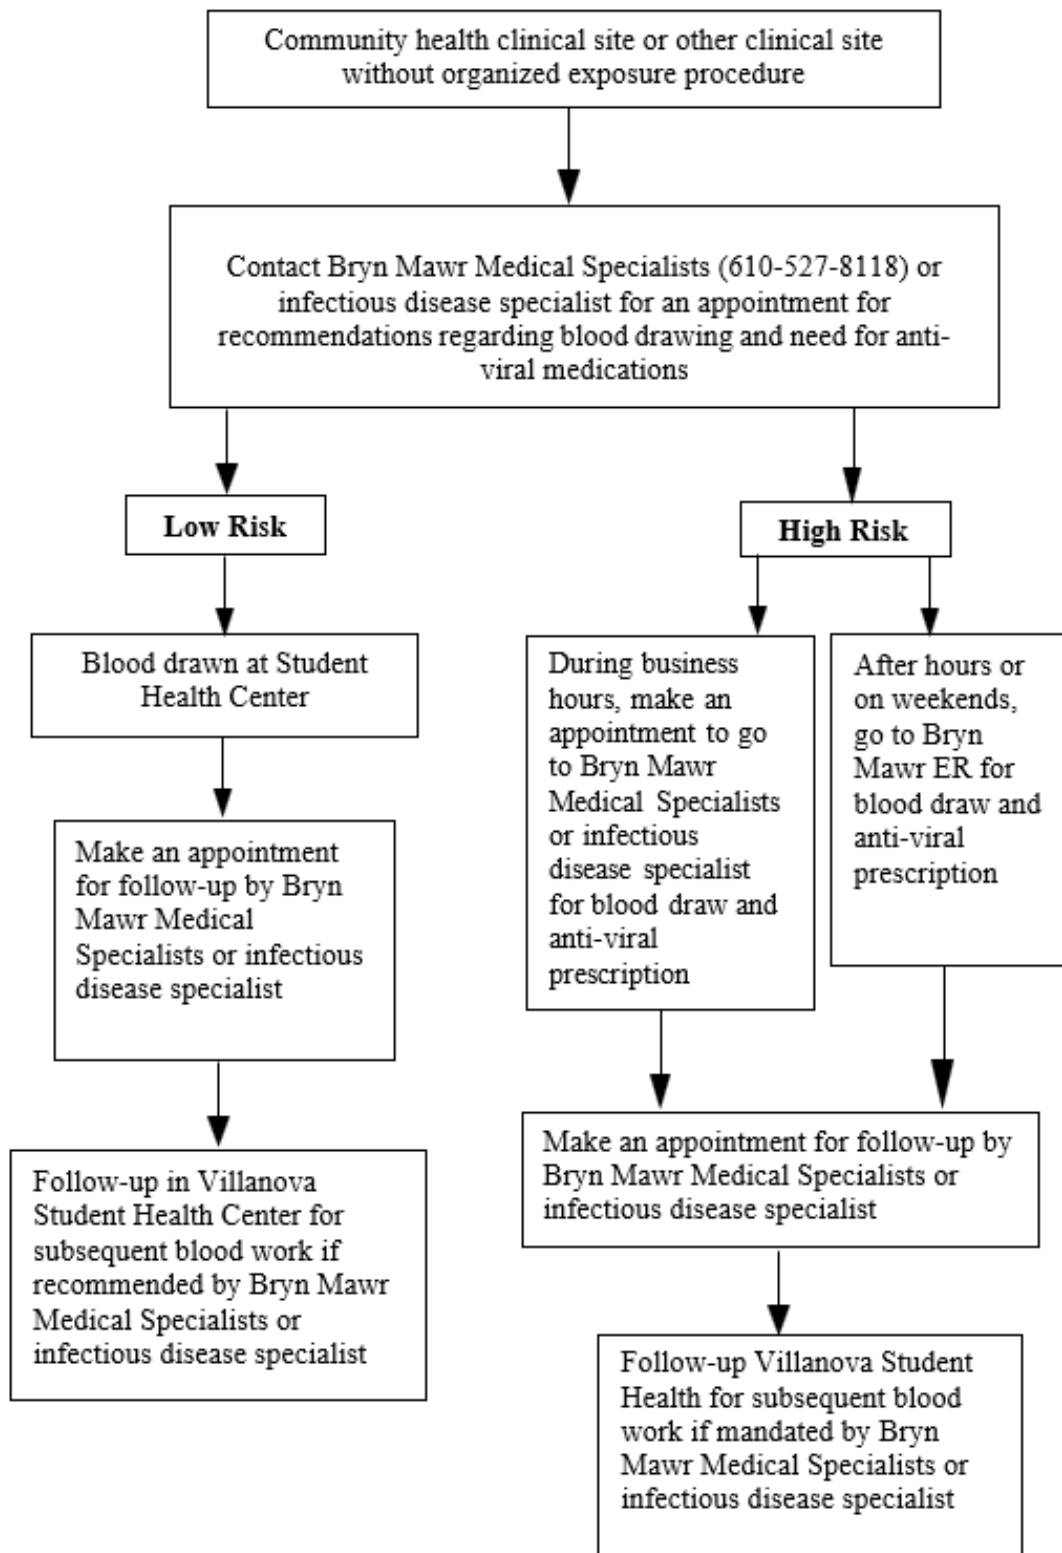 Community health clinical site or other clinical site
without organized exposure procedure
Contact Bryn Mawr Medical Specialists (610-527-8118) or
infectious disease specialist for an appointment for
recommendations regarding blood drawing and need for anti-
viral medications
Low Risk
High Risk
Blood drawn at Student
Health Center
During business
hours, make an
appointment to go
to Bryn Mawr
Medical Specialists
or infectious
disease specialist
for blood draw and
anti-viral
prescription
After hours or
on weekends,
go to Bryn
Mawr ER for
blood draw and
anti-viral
prescription
Make an appointment
for follow-up by Bryn
Mawr Medical
Specialists or infectious
disease specialist
Make an appointment for follow-up by
Bryn Mawr Medical Specialists or
infectious disease specialist
Follow-up in Villanova
Student Health Center for
subsequent blood work if
recommended by Bryn Mawr
Medical Specialists or
infectious disease specialist
Follow-up Villanova Student
Health for subsequent blood
work if mandated by Bryn
Mawr Medical Specialists or
infectious disease specialist